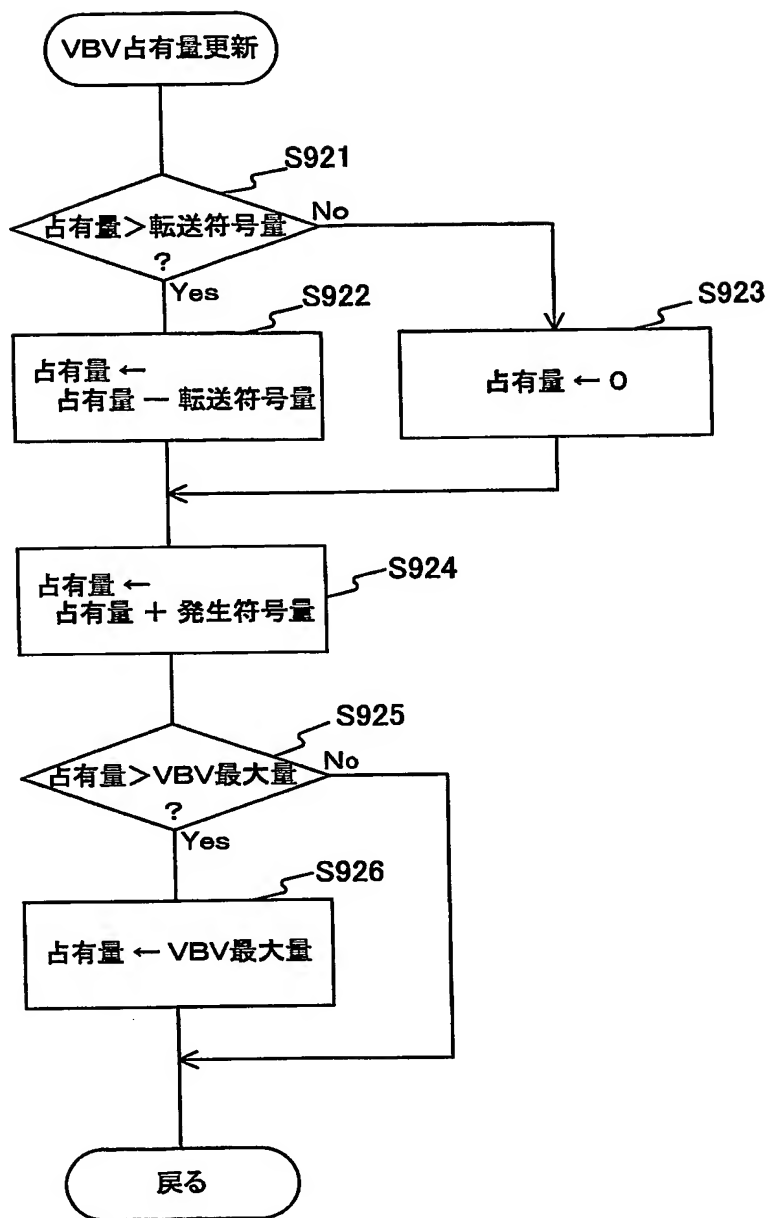 VBV占有量更新
S921
占有量>転送符号量
?
No
Yes
S922
占有量 ←
占有量 − 転送符号量
S923
占有量 ← 0
S924
占有量 ←
占有量 + 発生符号量
S925
占有量>VBV最大量
?
No
Yes
S926
占有量 ← VBV最大量
戻る